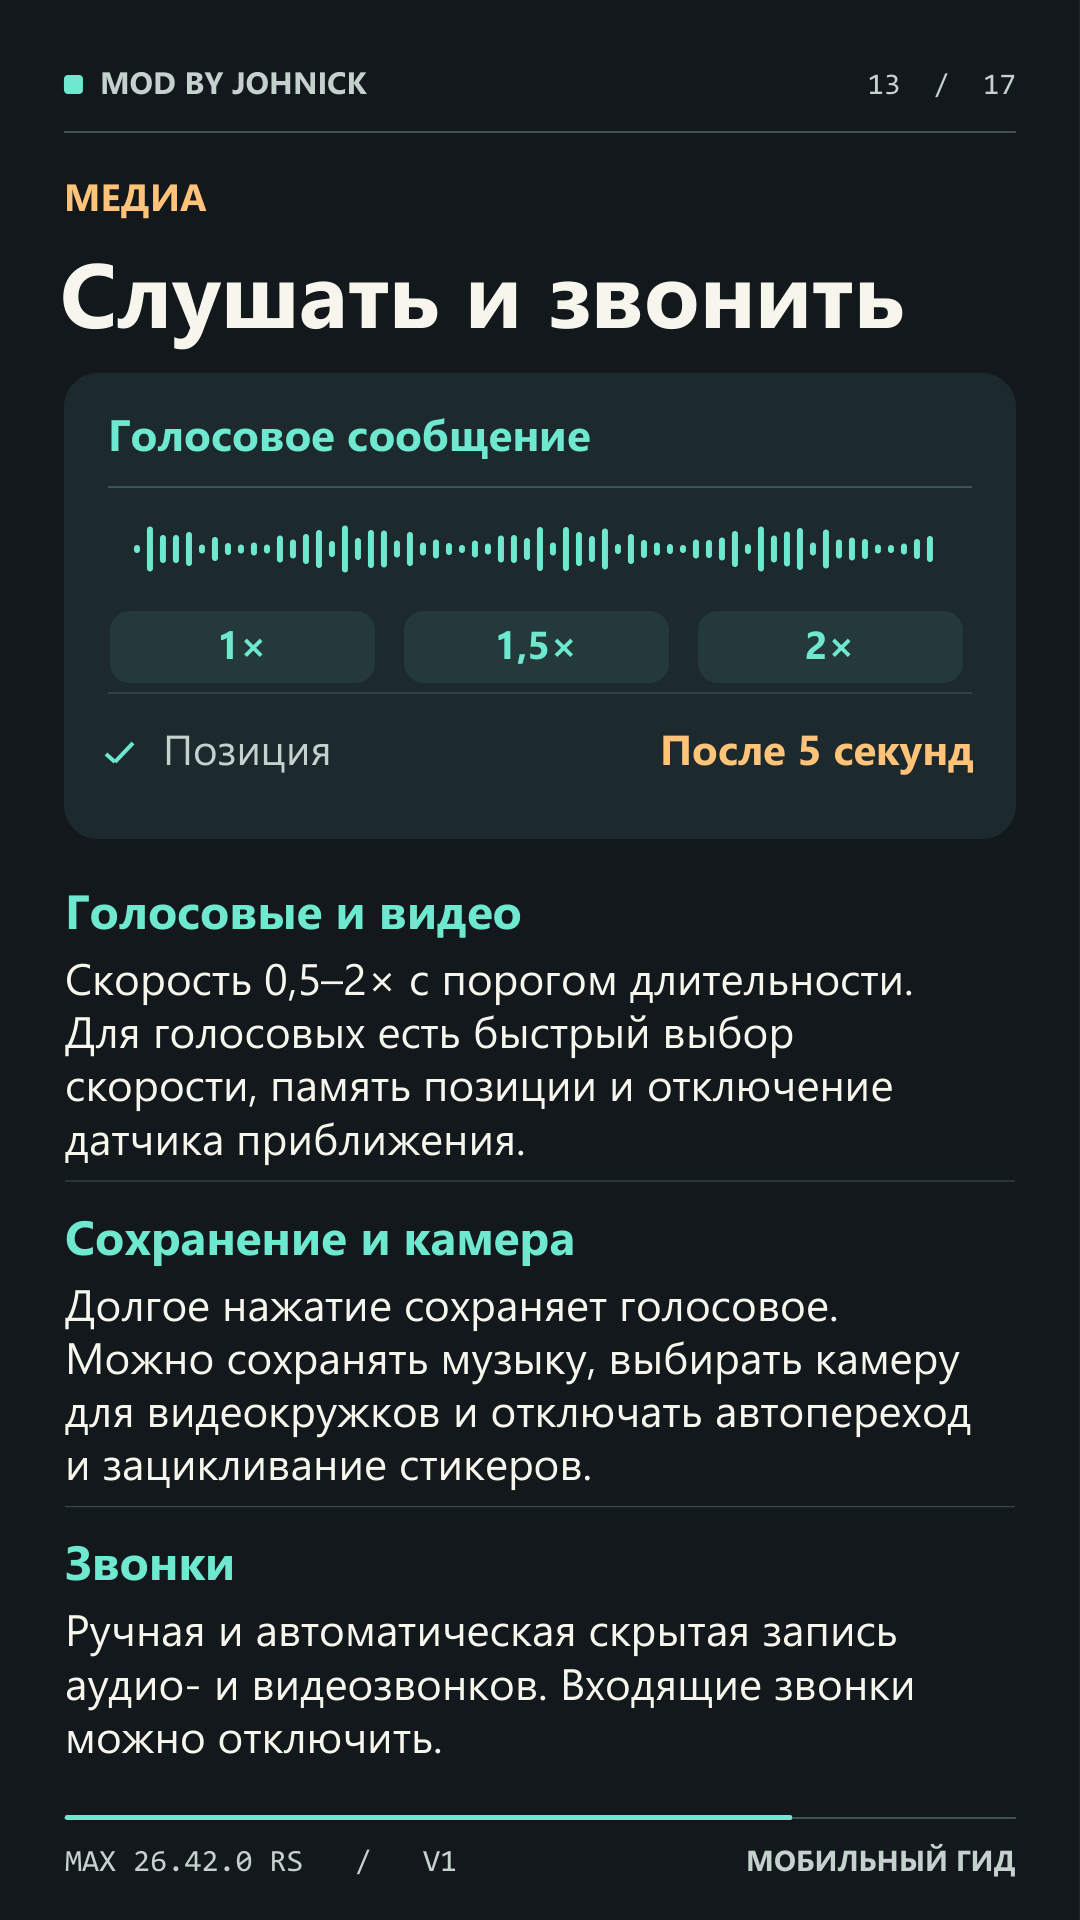 MOD BY JOHNICK
13 / 17
МЕДИА
Слушать и звонить
Голосовое сообщение
1× 1,5× 2×
Позиция После 5 секунд
Голосовые и видео
Скорость 0,5–2× с порогом длительности.
Для голосовых есть быстрый выбор
скорости, память позиции и отключение
датчика приближения.
Сохранение и камера
Долгое нажатие сохраняет голосовое.
Можно сохранять музыку, выбирать камеру
для видеокружков и отключать автопереход
и зацикливание стикеров.
Звонки
Ручная и автоматическая скрытая запись
аудио- и видеозвонков. Входящие звонки
можно отключить.
MAX 26.42.0 RS / V1
МОБИЛЬНЫЙ ГИД